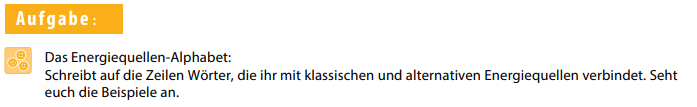 Aufgabe:
Das Energiequellen-Alphabet:
Schreibt auf die Zeilen Wörter, die ihr mit klassischen und alternativen Energiequellen verbindet. Seht
euch die Beispiele an.